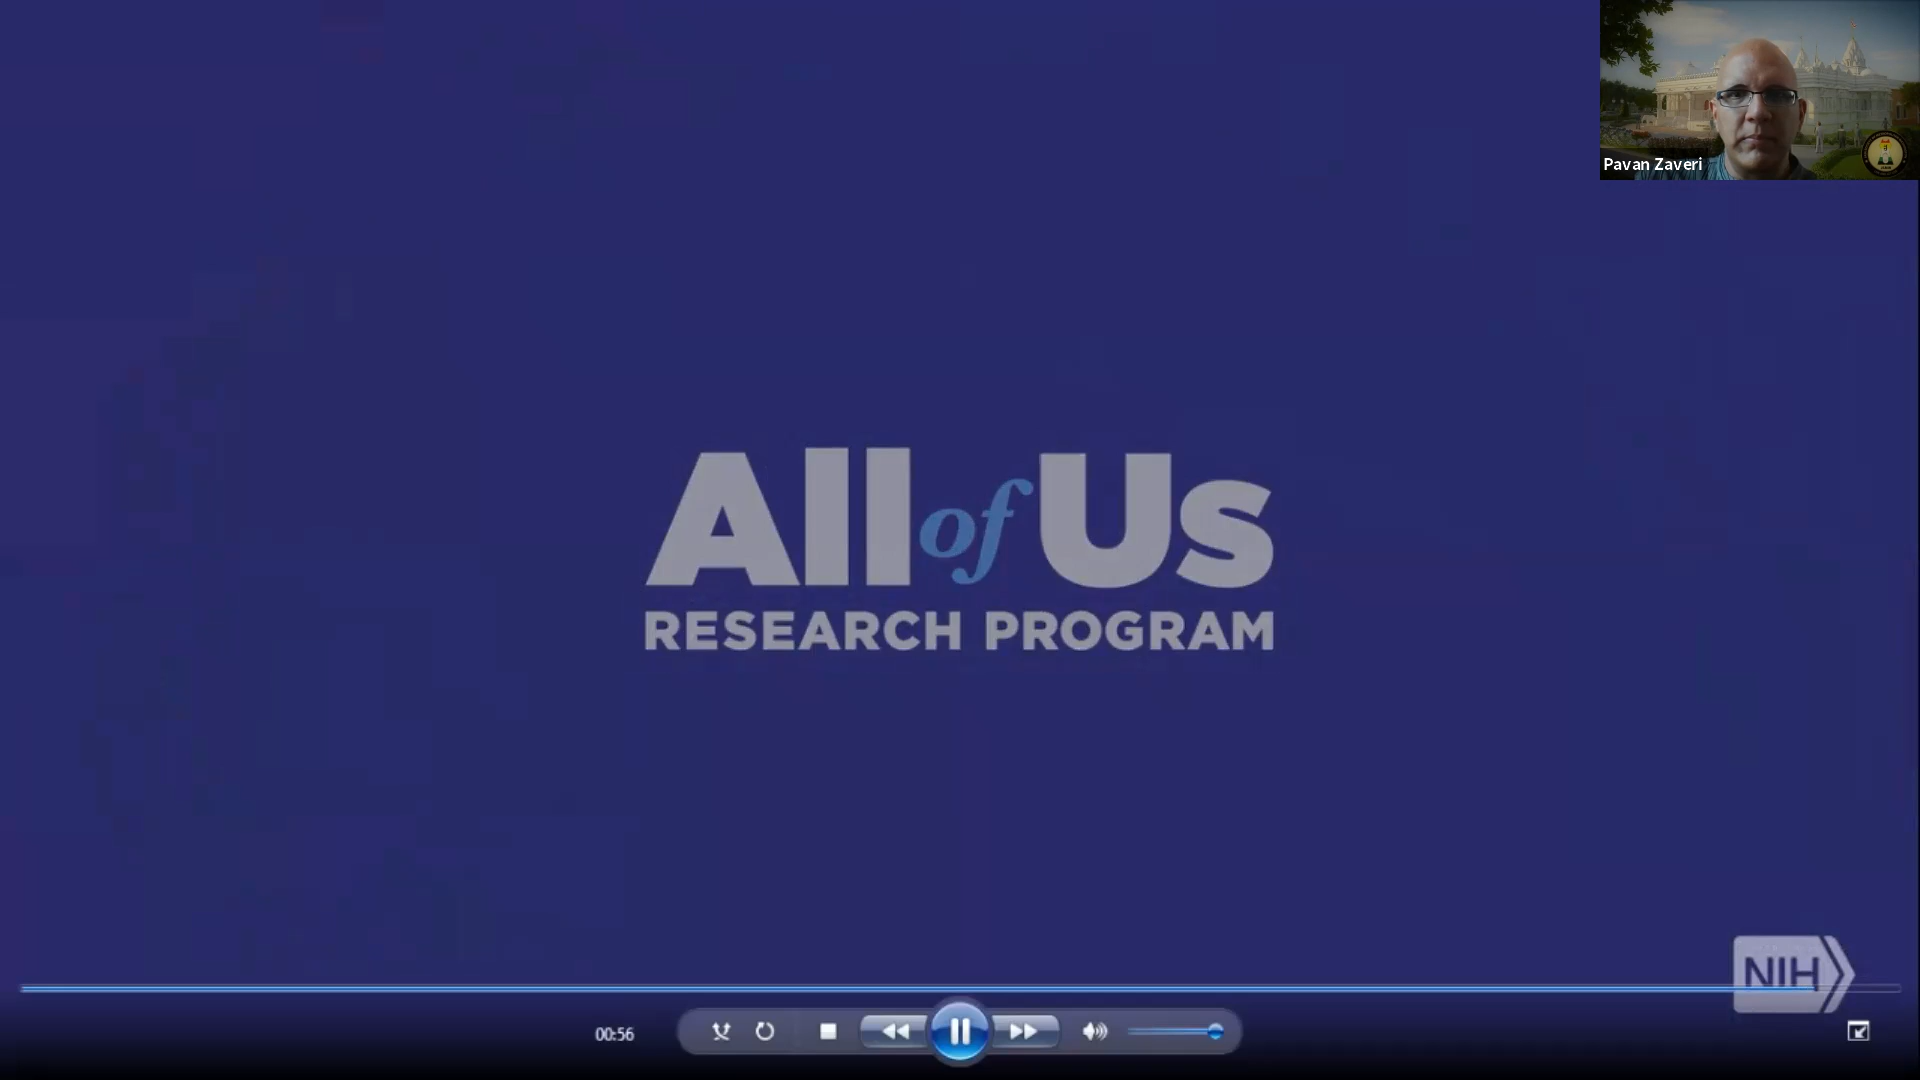 Pavan Zaveri
All of Us
RESEARCH PROGRAM
NIH
00:56